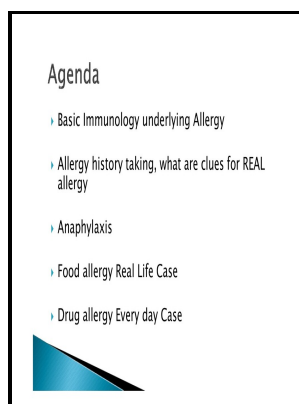 Agenda
Basic Immunology underlying Allergy
Allergy history taking, what are clues for REAL
allergy
Anaphylaxis
Food allergy Real Life Case
Drug allergy Every day Case